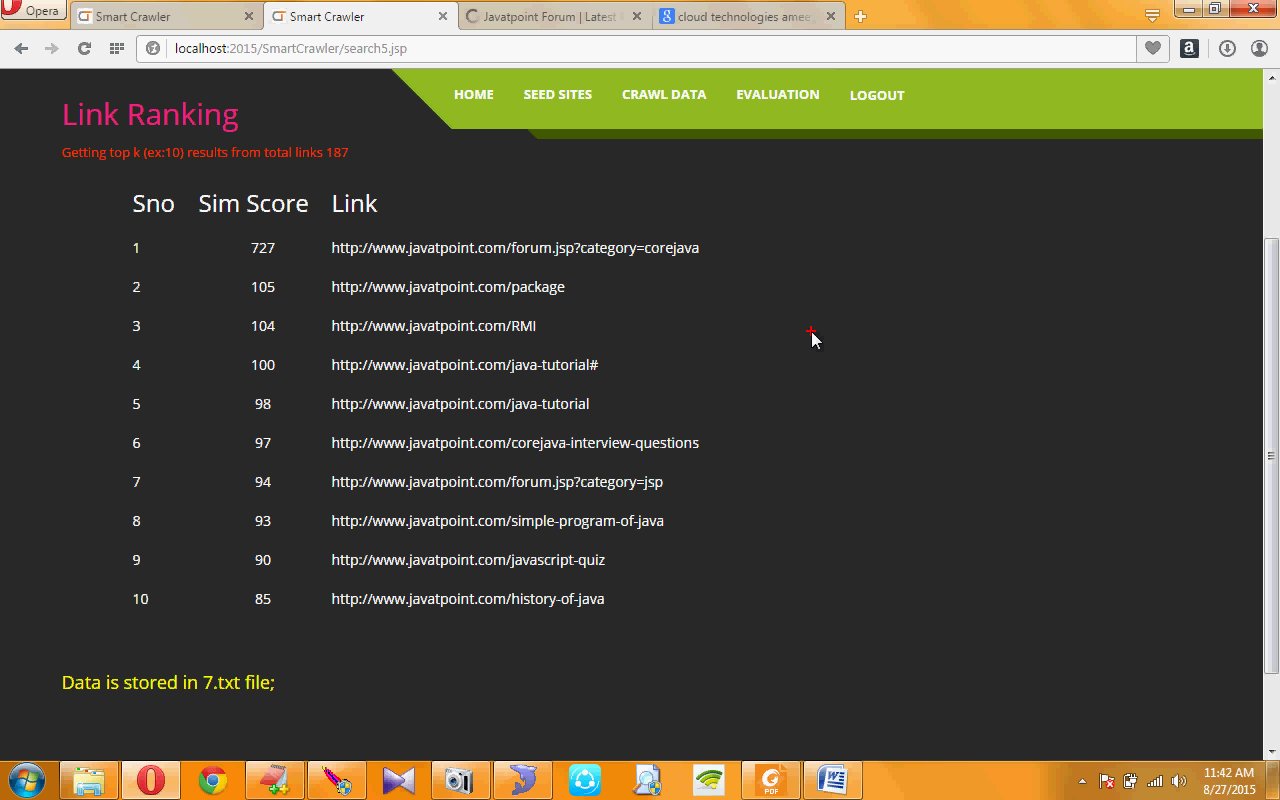 Opera
Smart Crawler
Smart Crawler
Javatpoint Forum | Latest
cloud technologies amee
localhost:2015/SmartCrawler/search5.jsp
HOME SEED SITES CRAWL DATA EVALUATION LOGOUT
Link Ranking
Getting top k (ex:10) results from total links 187
Sno Sim Score Link
1 727 http://www.javatpoint.com/forum.jsp?category=corejava
2 105 http://www.javatpoint.com/package
3 104 http://www.javatpoint.com/RMI
4 100 http://www.javatpoint.com/java-tutorial#
5 98 http://www.javatpoint.com/java-tutorial
6 97 http://www.javatpoint.com/corejava-interview-questions
7 94 http://www.javatpoint.com/forum.jsp?category=jsp
8 93 http://www.javatpoint.com/simple-program-of-java
9 90 http://www.javatpoint.com/javascript-quiz
10 85 http://www.javatpoint.com/history-of-java
Data is stored in 7.txt file;
PDF
11:42 AM
8/27/2015